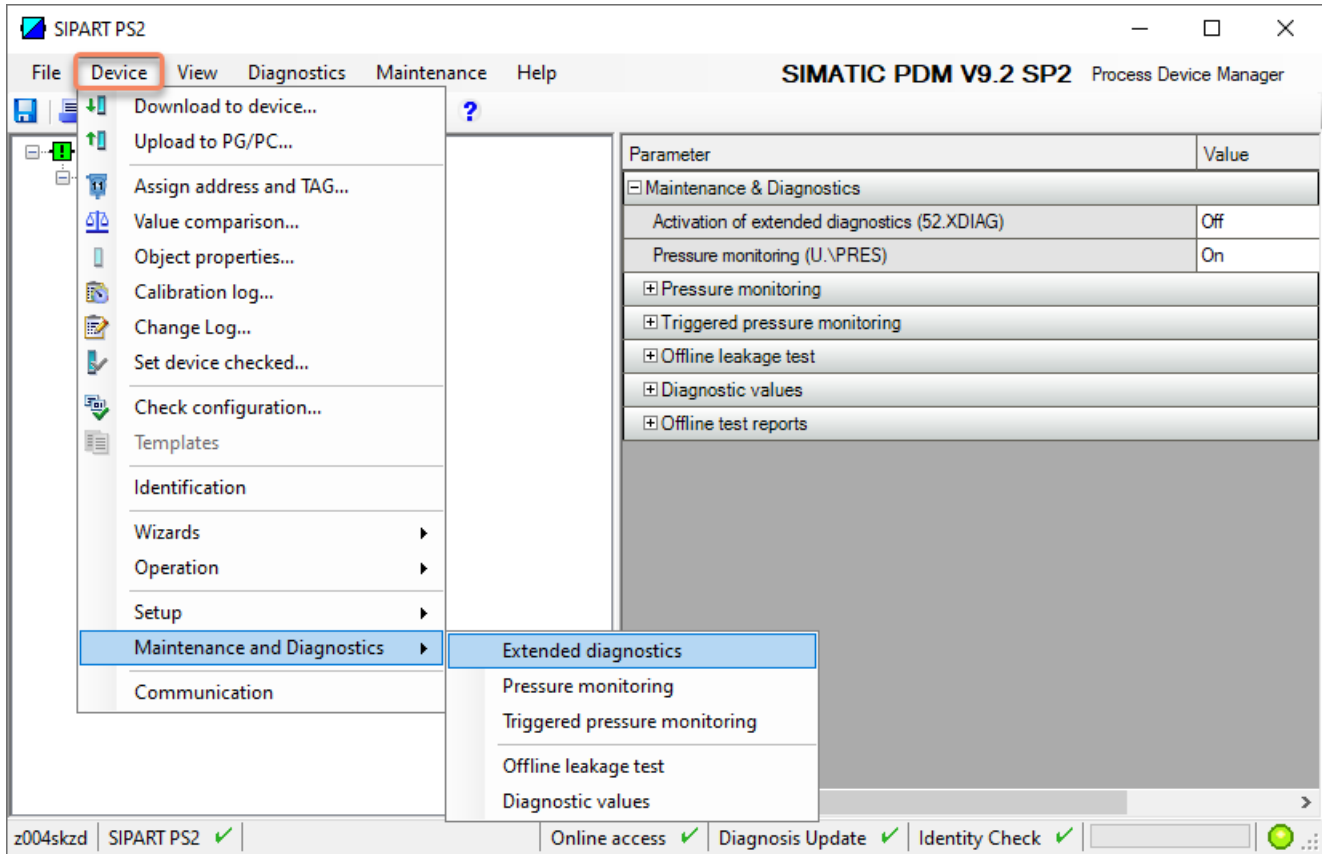 SIPART PS2
File Device View Diagnostics Maintenance Help SIMATIC PDM V9.2 SP2 Process Device Manager
Download to device...
Upload to PG/PC...
Assign address and TAG...
Value comparison...
Object properties...
Calibration log...
Change Log...
Set device checked...
Check configuration...
Templates
Identification
Wizards
Operation
Setup
Maintenance and Diagnostics
Communication
Extended diagnostics
Pressure monitoring
Triggered pressure monitoring
Offline leakage test
Diagnostic values
Parameter Value
Maintenance & Diagnostics
Activation of extended diagnostics (52.XDIAG) Off
Pressure monitoring (U.\PRES) On
Pressure monitoring
Triggered pressure monitoring
Offline leakage test
Diagnostic values
Offline test reports
z004skzd SIPART PS2 Online access Diagnosis Update Identity Check